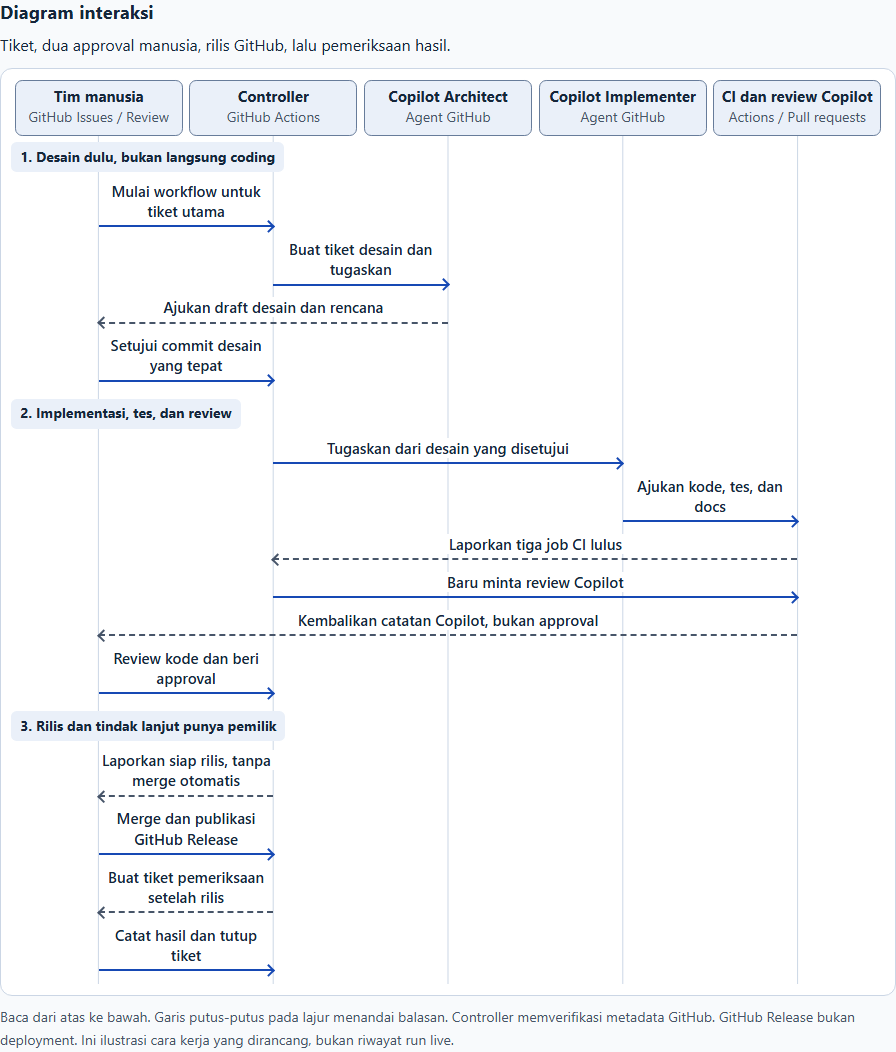 Diagram interaksi
Tiket, dua approval manusia, rilis GitHub, lalu pemeriksaan hasil.
Tim manusia
GitHub Issues / Review
Controller
GitHub Actions
Copilot Architect
Agent GitHub
Copilot Implementer
Agent GitHub
CI dan review Copilot
Actions / Pull requests
1. Desain dulu, bukan langsung coding
Mulai workflow untuk
tiket utama
Buat tiket desain dan
tugaskan
Ajukan draft desain dan rencana
Setujui commit desain
yang tepat
2. Implementasi, tes, dan review
Tugaskan dari desain yang disetujui
Ajukan kode, tes, dan
docs
Laporkan tiga job CI lulus
Baru minta review Copilot
Kembalikan catatan Copilot, bukan approval
Review kode dan beri
approval
3. Rilis dan tindak lanjut punya pemilik
Laporkan siap rilis, tanpa
merge otomatis
Merge dan publikasi
GitHub Release
Buat tiket pemeriksaan
setelah rilis
Catat hasil dan tutup
tiket
Baca dari atas ke bawah. Garis putus-putus pada lajur menandai balasan. Controller memverifikasi metadata GitHub. GitHub Release bukan
deployment. Ini ilustrasi cara kerja yang dirancang, bukan riwayat run live.